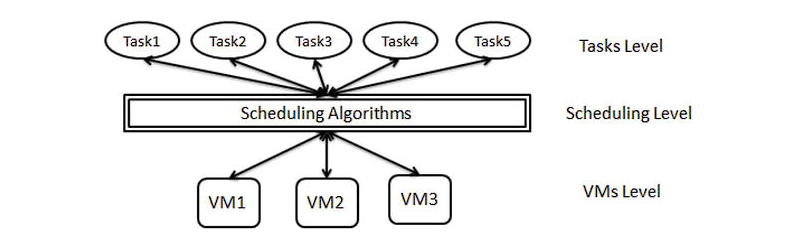 Task1 Task2 Task3 Task4 Task5 Tasks Level
Scheduling Algorithms Scheduling Level
VM1 VM2 VM3 VMs Level